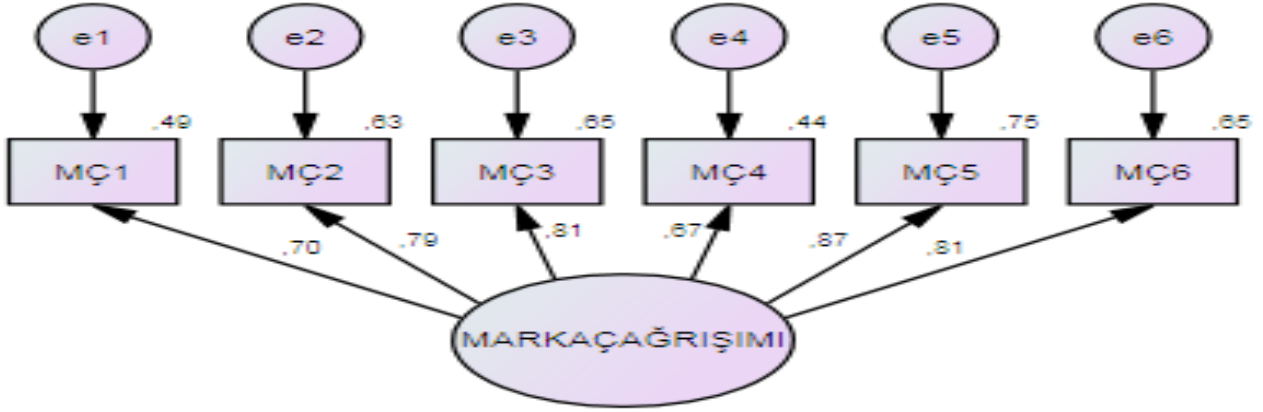 e1 e2 e3 e4 e5 e6
,49 ,63 ,65 ,44 ,75 ,65
MÇ1 MÇ2 MÇ3 MÇ4 MÇ5 MÇ6
,70 ,79 ,81 ,67 ,87 ,81
MARKAÇAĞRIŞIMI